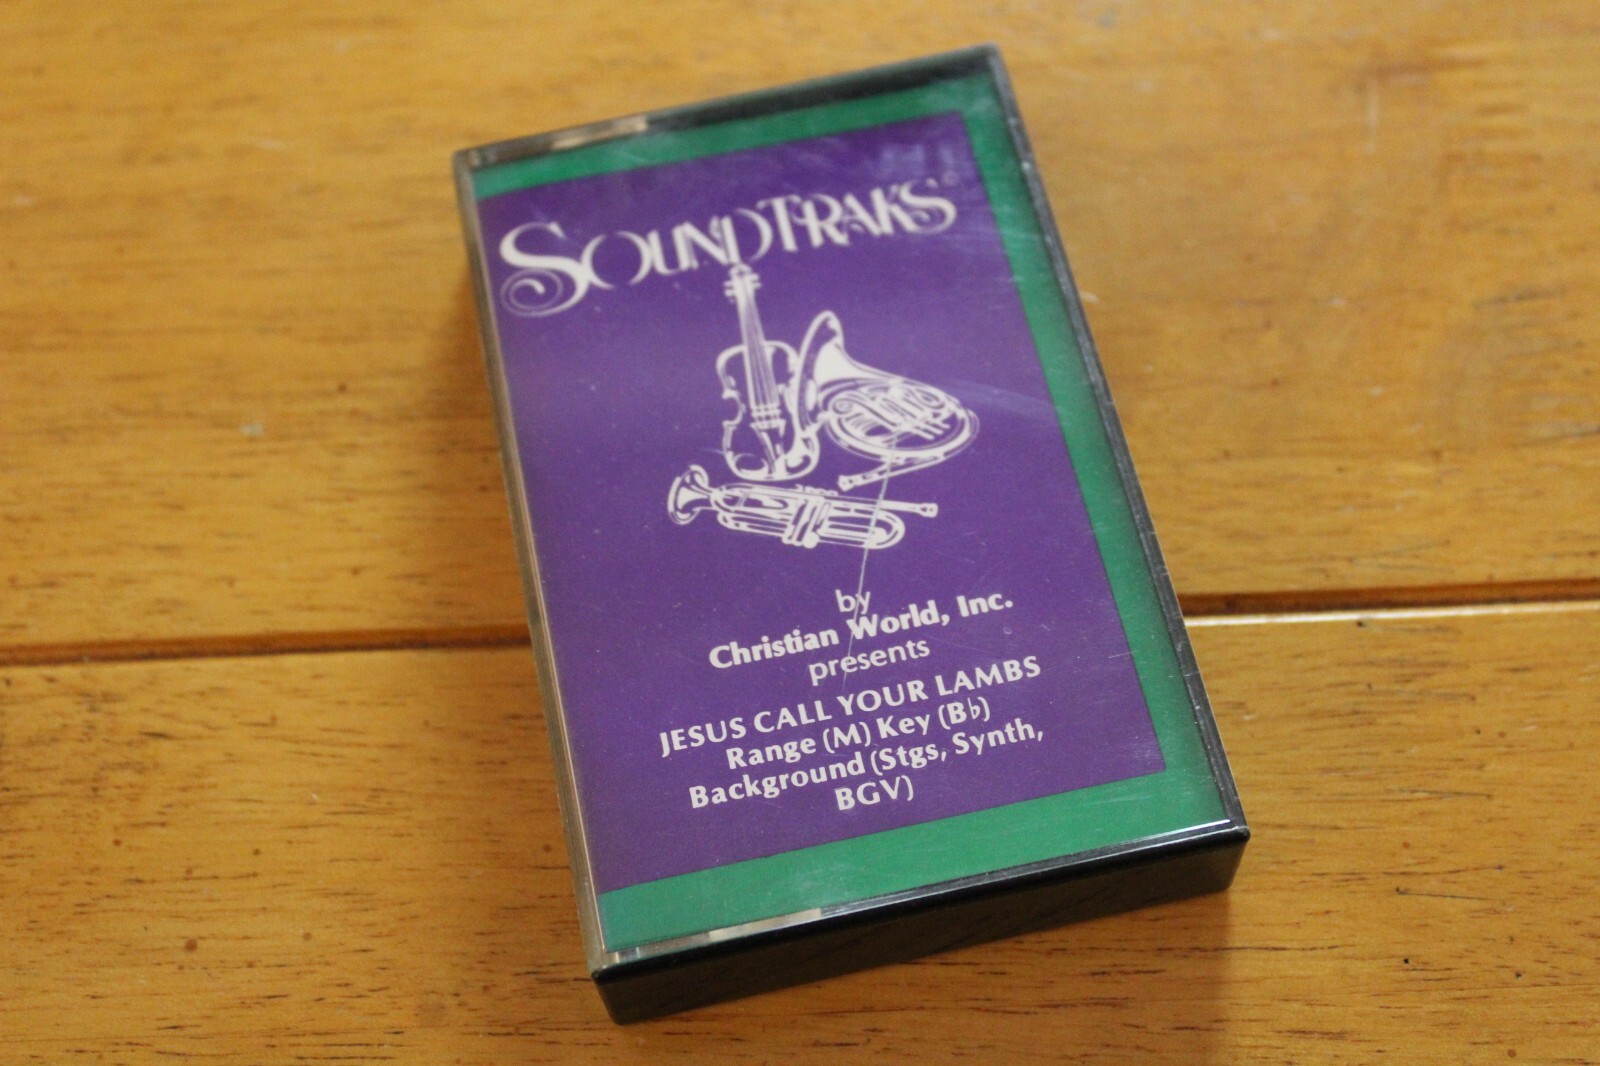 SOUNDTRAKS©
by
Christian World, Inc.
presents
JESUS CALL YOUR LAMBS
Range (M) Key (B♭)
Background (Stgs, Synth,
BGV)